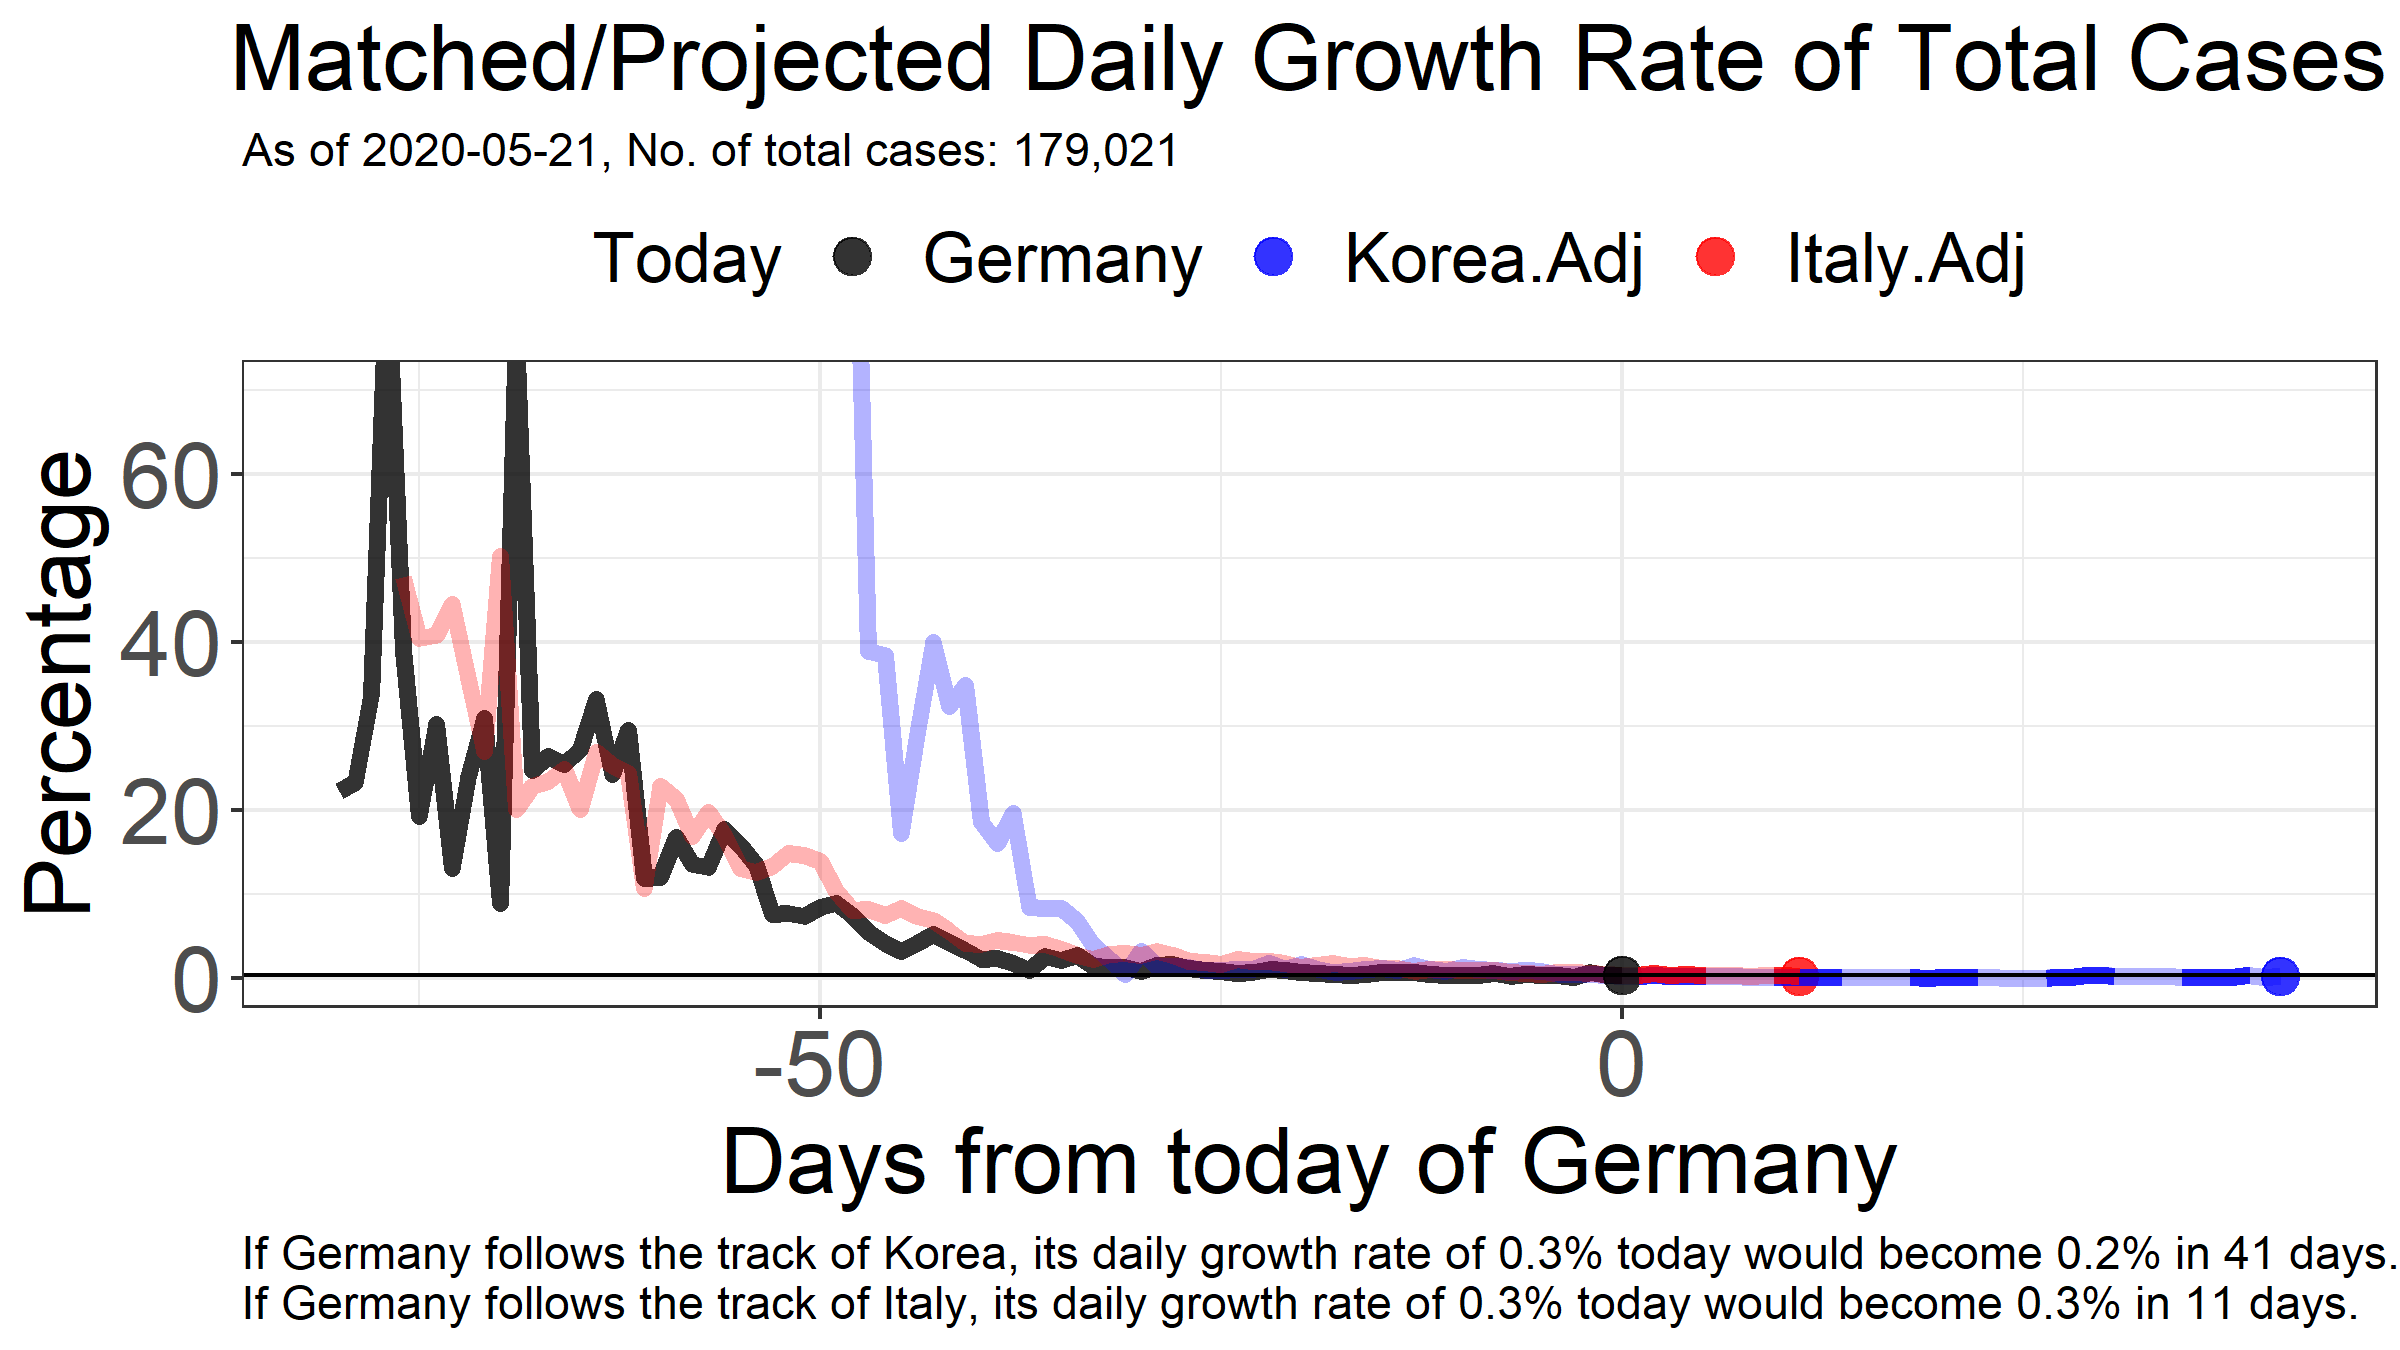 Matched/Projected Daily Growth Rate of Total Cases
As of 2020-05-21, No. of total cases: 179,021
Today Germany Korea.Adj Italy.Adj
Percentage
60
40
20
0
-50 0
Days from today of Germany
If Germany follows the track of Korea, its daily growth rate of 0.3% today would become 0.2% in 41 days.
If Germany follows the track of Italy, its daily growth rate of 0.3% today would become 0.3% in 11 days.